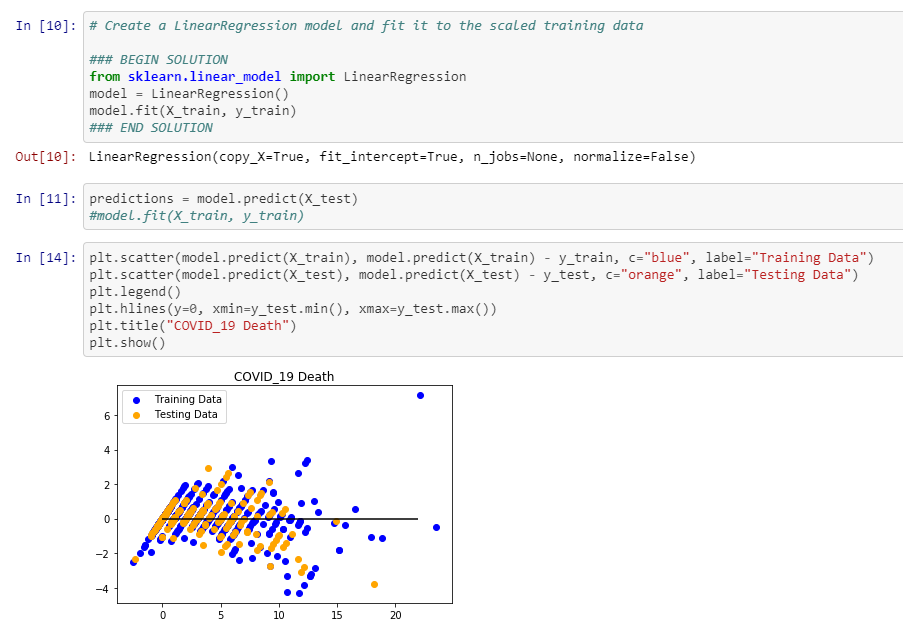 In [10]: # Create a LinearRegression model and fit it to the scaled training data
### BEGIN SOLUTION
from sklearn.linear_model import LinearRegression
model = LinearRegression()
model.fit(X_train, y_train)
### END SOLUTION
Out[10]: LinearRegression(copy_X=True, fit_intercept=True, n_jobs=None, normalize=False)
In [11]: predictions = model.predict(X_test)
#model.fit(X_train, y_train)
In [14]: plt.scatter(model.predict(X_train), model.predict(X_train) - y_train, c="blue", label="Training Data")
plt.scatter(model.predict(X_test), model.predict(X_test) - y_test, c="orange", label="Testing Data")
plt.legend()
plt.hlines(y=0, xmin=y_test.min(), xmax=y_test.max())
plt.title("COVID_19 Death")
plt.show()
COVID_19 Death
Training Data
Testing Data
6
4
2
0
−2
−4
0 5 10 15 20